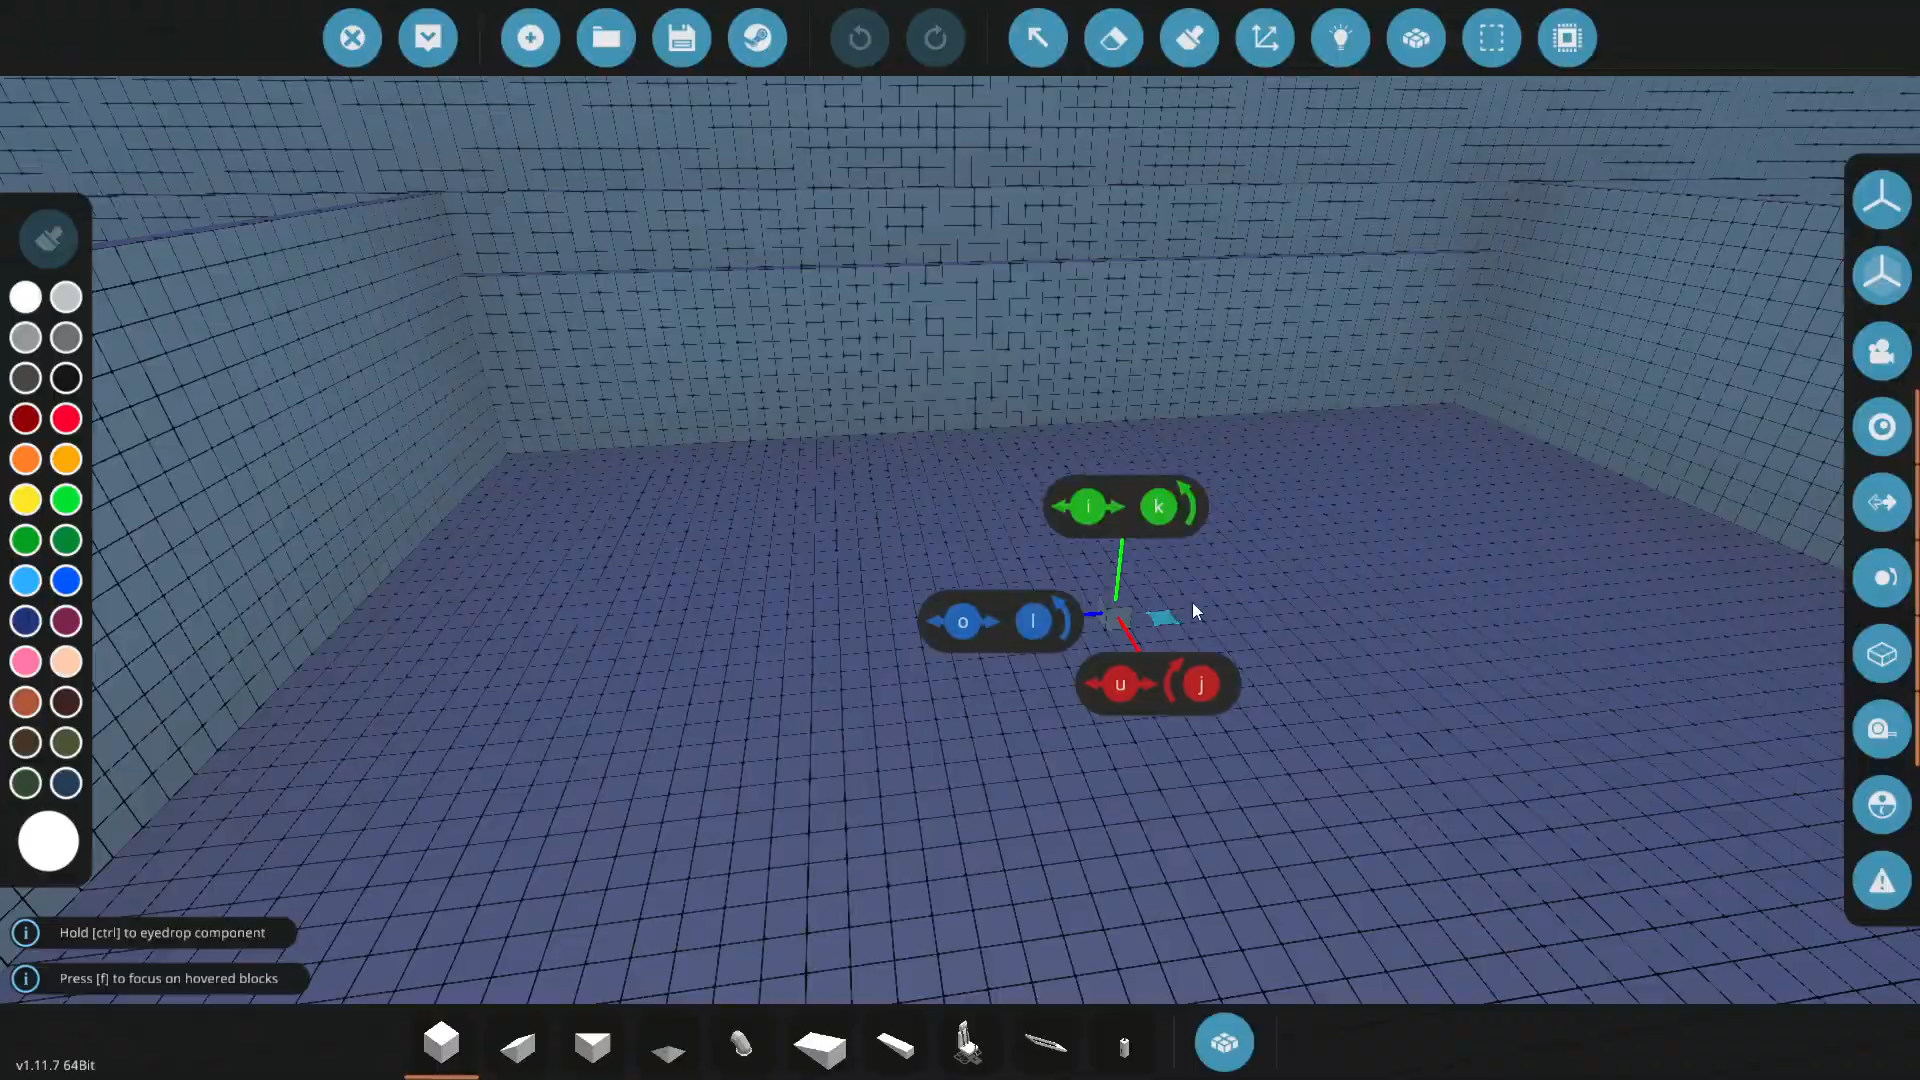 i k
o l
u j
Hold [ctrl] to eyedrop component
Press [f] to focus on hovered blocks
v1.11.7 64Bit